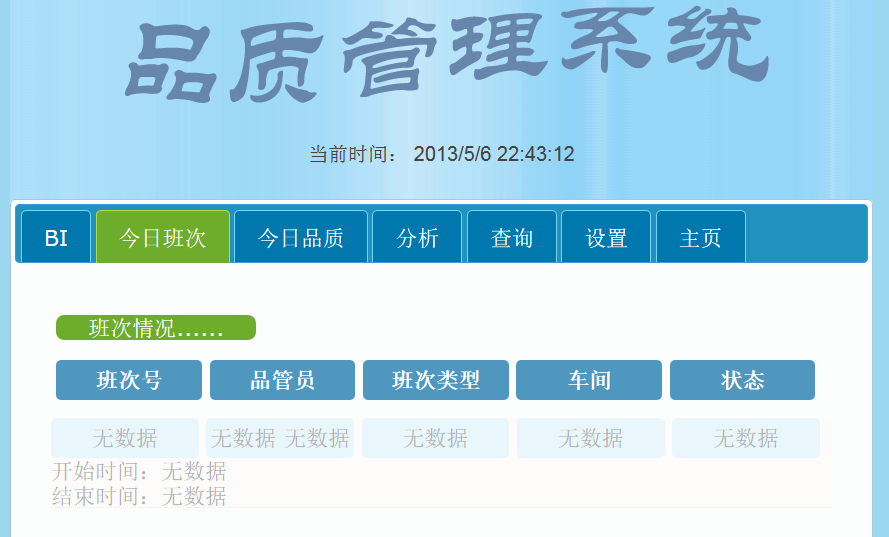 品质管理系统
当前时间： 2013/5/6 22:43:12
BI 今日班次 今日品质 分析 查询 设置 主页
班次情况……
班次号 品管员 班次类型 车间 状态
无数据 无数据 无数据 无数据 无数据 无数据
开始时间：无数据
结束时间：无数据